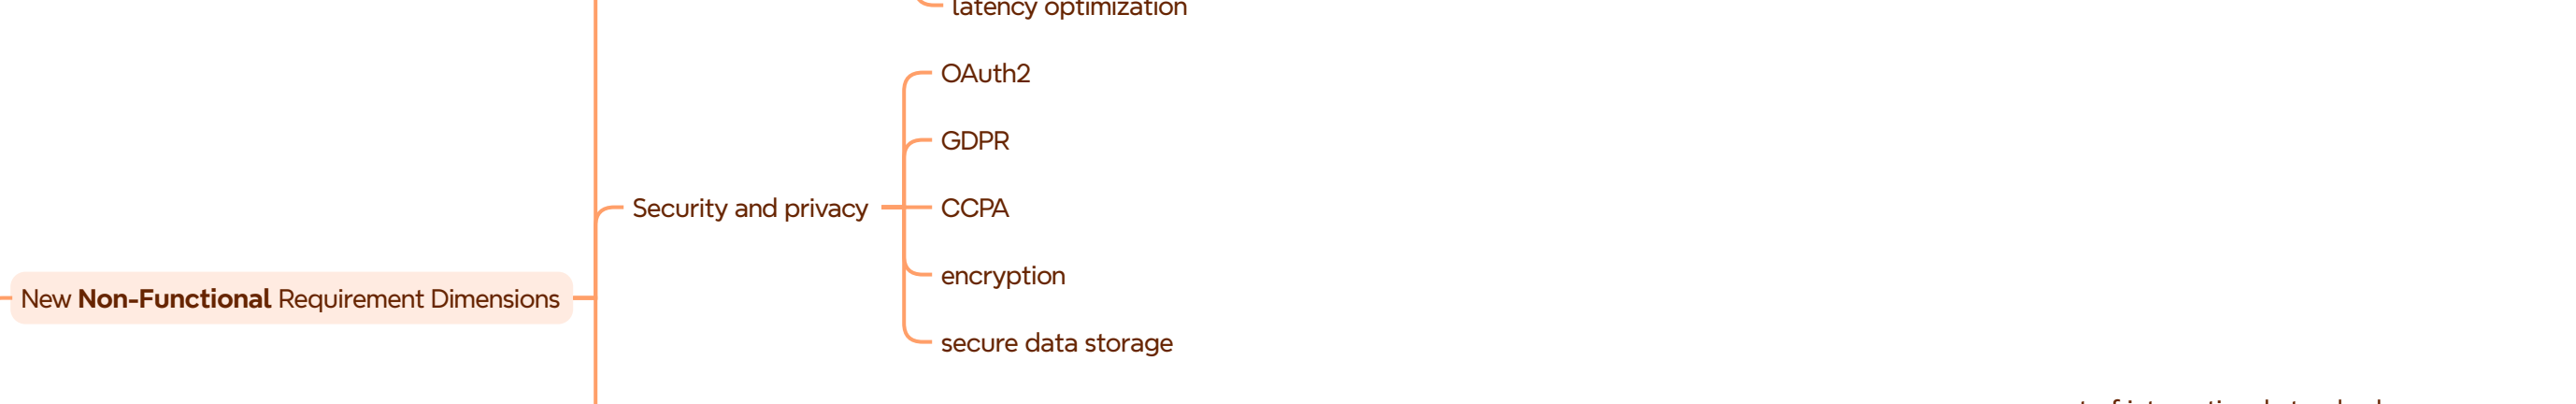 latency optimization
OAuth2
GDPR
Security and privacy
CCPA
encryption
New Non-Functional Requirement Dimensions
secure data storage